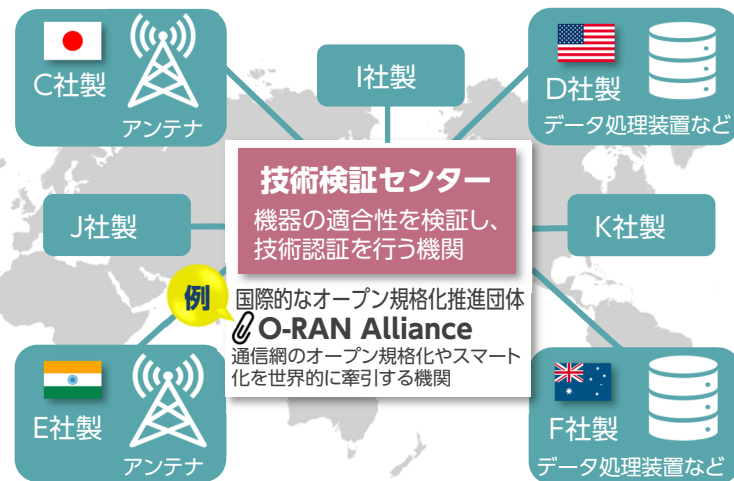 C社製
アンテナ
I社製
D社製
データ処理装置など
技術検証センター
機器の適合性を検証し、
技術認証を行う機関
J社製
K社製
例
国際的なオープン規格化推進団体
O-RAN Alliance
通信網のオープン規格化やスマート
化を世界的に牽引する機関
E社製
アンテナ
F社製
データ処理装置など